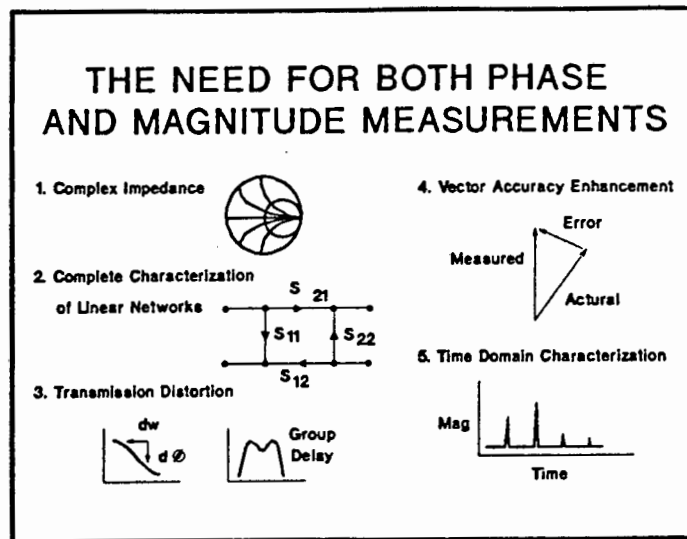 THE NEED FOR BOTH PHASE
AND MAGNITUDE MEASUREMENTS
1. Complex Impedance
2. Complete Characterization
of Linear Networks
S 21
S11
S22
S12
3. Transmission Distortion
dw
d Ø
Group
Delay
4. Vector Accuracy Enhancement
Error
Measured
Actural
5. Time Domain Characterization
Mag
Time